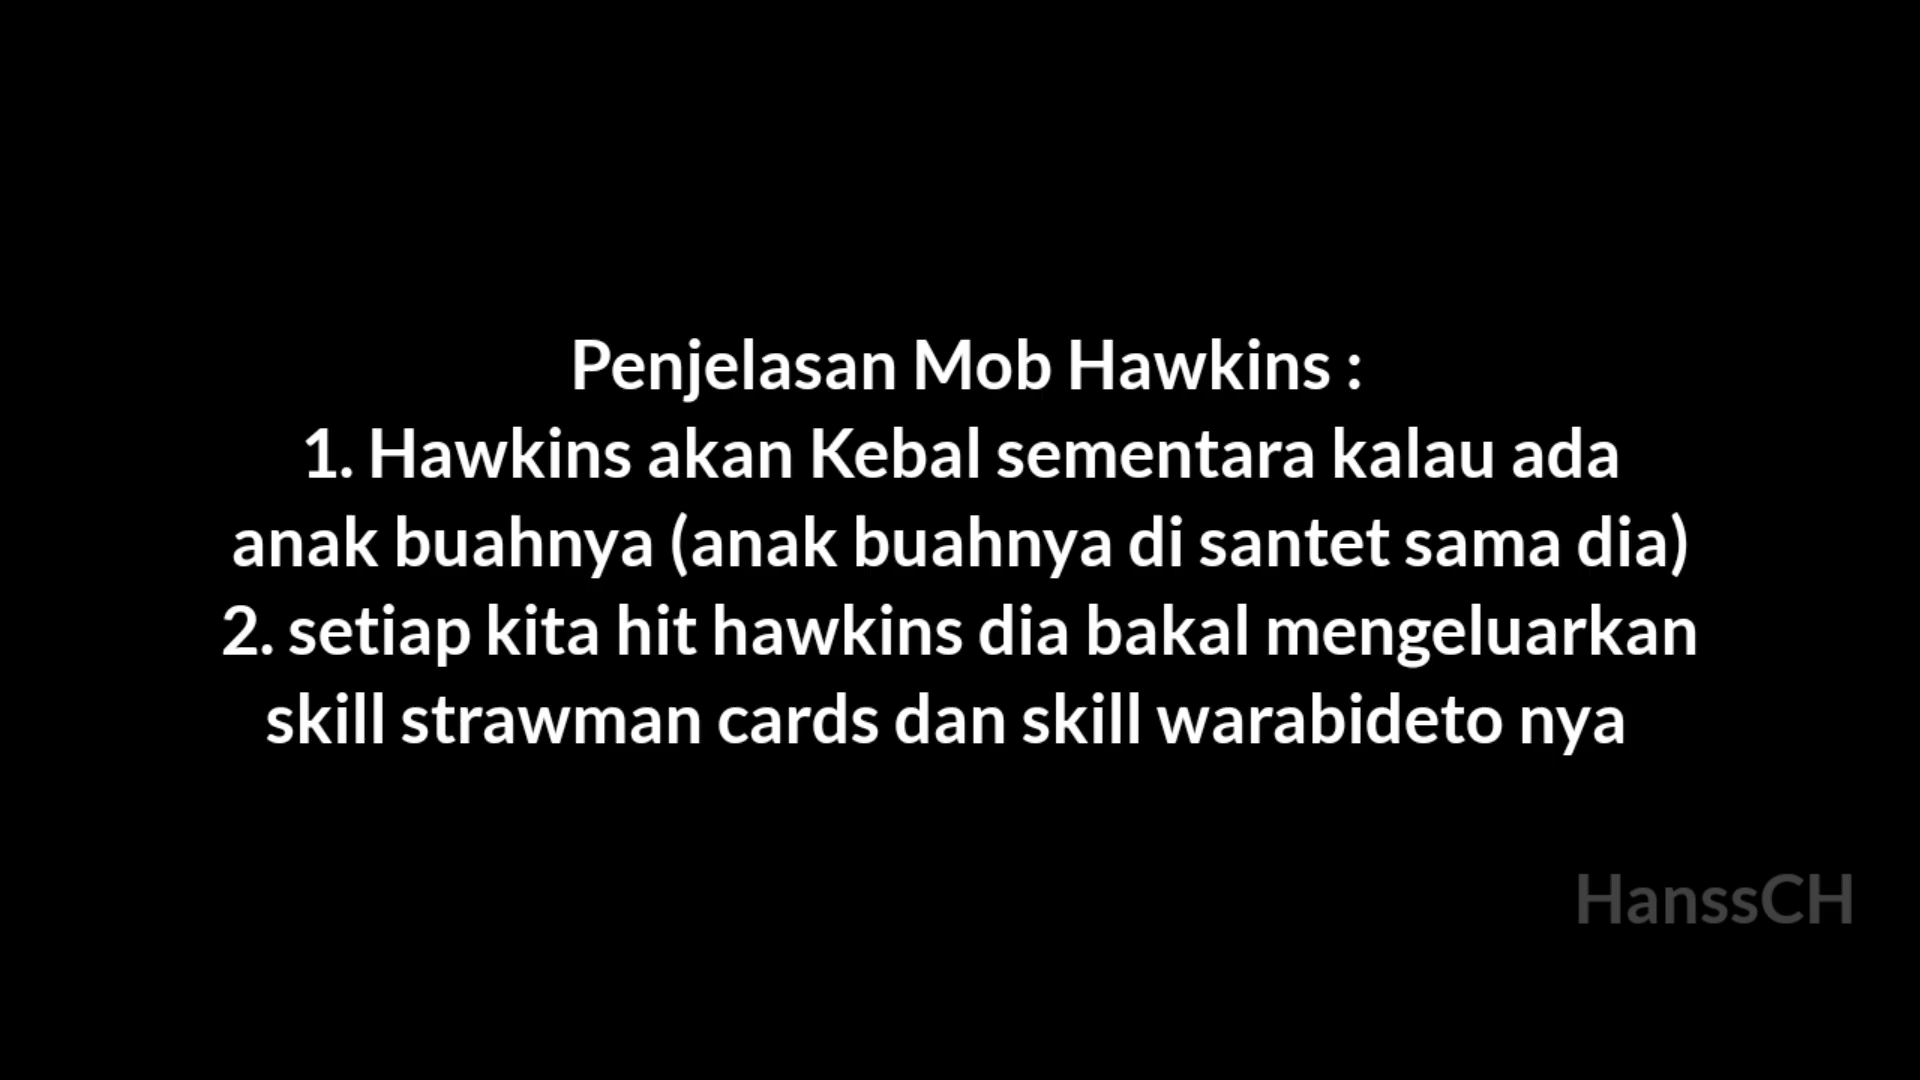 Penjelasan Mob Hawkins :
1. Hawkins akan Kebal sementara kalau ada
anak buahnya (anak buahnya di santet sama dia)
2. setiap kita hit hawkins dia bakal mengeluarkan
skill strawman cards dan skill warabideto nya
HanssCH